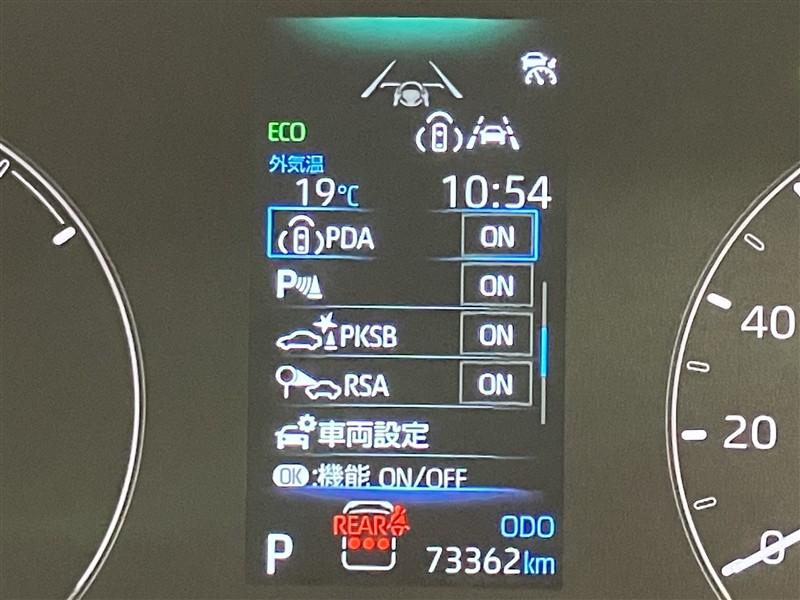 ECO
外気温
19℃ 10:54
PDA ON
P ON
PKSB ON
RSA ON
車両設定
OK:機能 ON/OFF
REAR
ODO
P 73362km
40
20
0